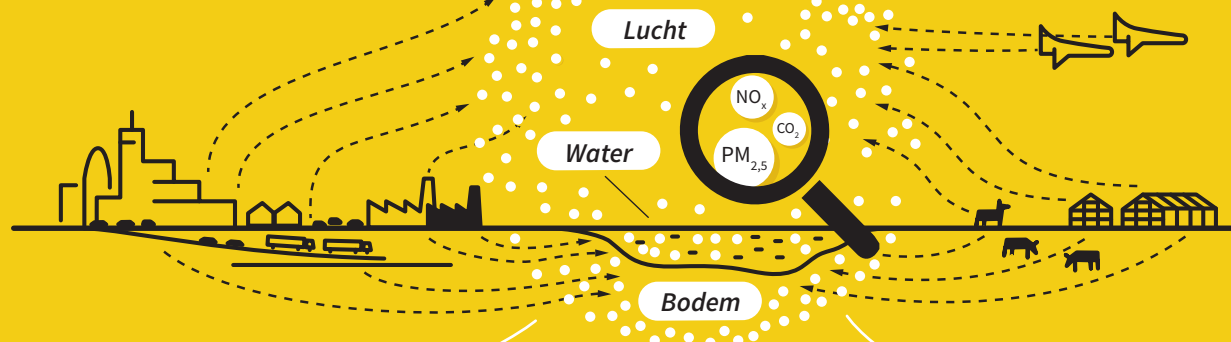 Lucht
NOx
CO2
PM2,5
Water
Bodem